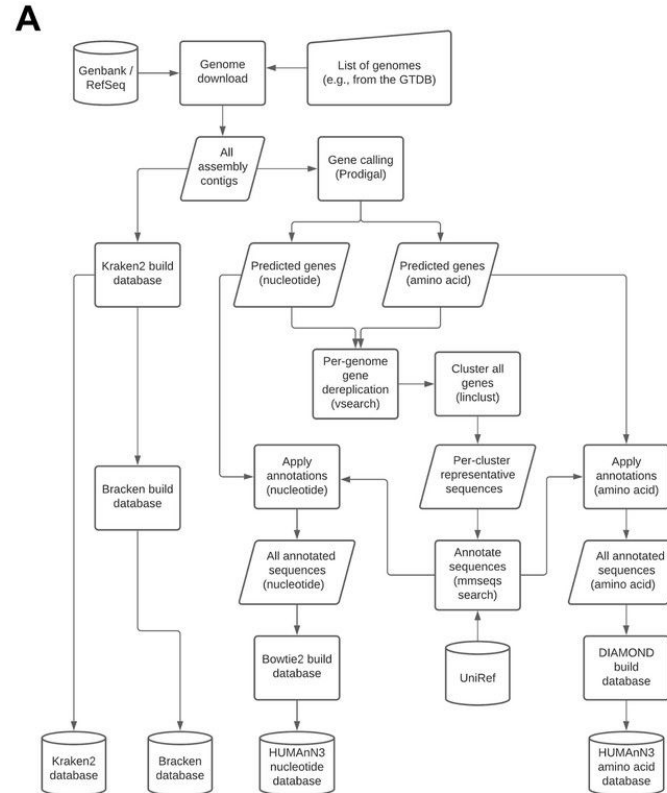 A
Genbank /
RefSeq
Genome
download
List of genomes
(e.g., from the GTDB)
All
assembly
contigs
Gene calling
(Prodigal)
Kraken2 build
database
Predicted genes
(nucleotide)
Predicted genes
(amino acid)
Per-genome
gene
dereplication
(vsearch)
Cluster all
genes
(linclust)
Bracken build
database
Apply
annotations
(nucleotide)
Per-cluster
representative
sequences
Apply
annotations
(amino acid)
All annotated
sequences
(nucleotide)
Annotate
sequences
(mmseqs
search)
All annotated
sequences
(amino acid)
Bowtie2 build
database
UniRef
DIAMOND
build
database
Kraken2
database
Bracken
database
HUMAnN3
nucleotide
database
HUMAnN3
amino acid
database